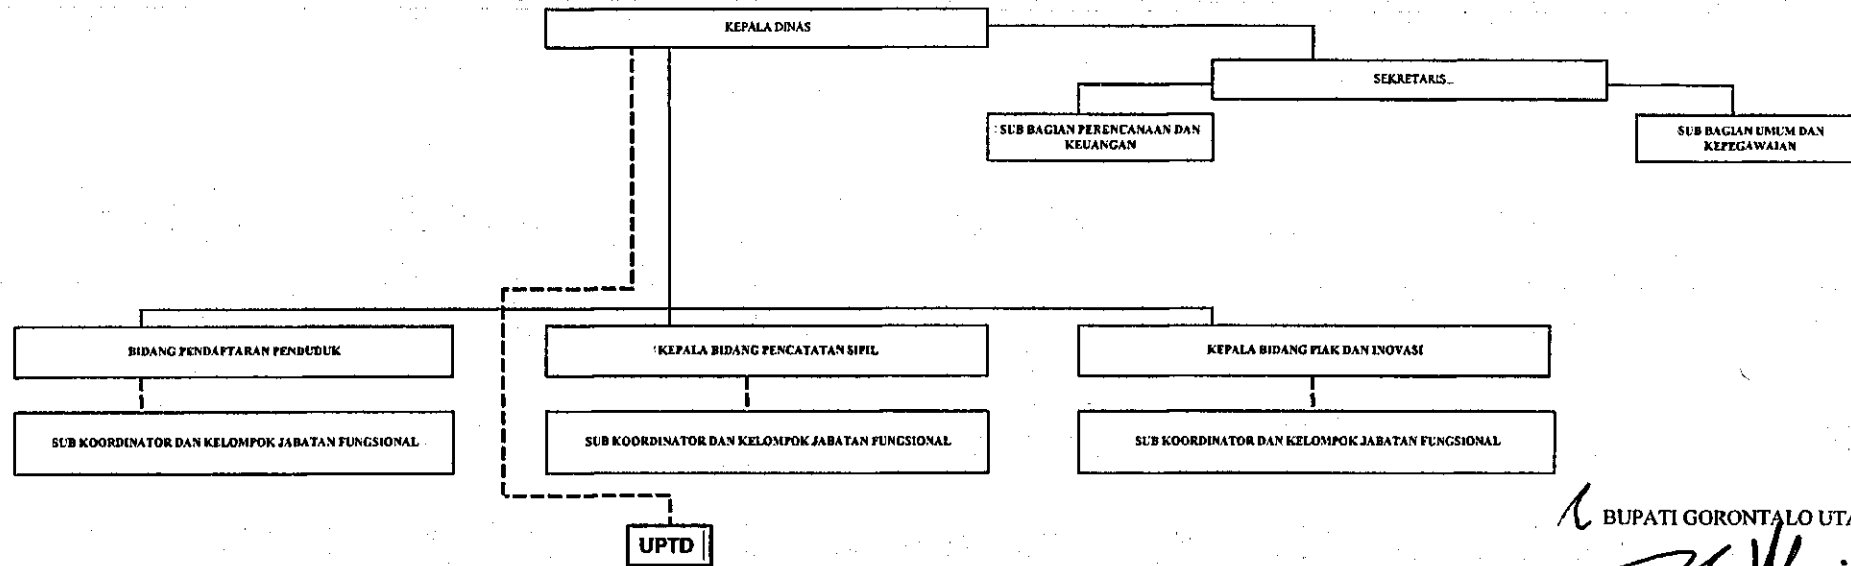 KEPALA DINAS
SEKRETARIS
SUB BAGIAN PERENCANAAN DAN
KEUANGAN
SUB BAGIAN UMUM DAN
KEPEGAWAIAN
BIDANG PENDAFTARAN PENDUDUK
KEPALA BIDANG PENCATATAN SIPIL
KEPALA BIDANG PIAK DAN INOVASI
SUB KOORDINATOR DAN KELOMPOK JABATAN FUNGSIONAL
SUB KOORDINATOR DAN KELOMPOK JABATAN FUNGSIONAL
SUB KOORDINATOR DAN KELOMPOK JABATAN FUNGSIONAL
UPTD
BUPATI GORONTALO UTA